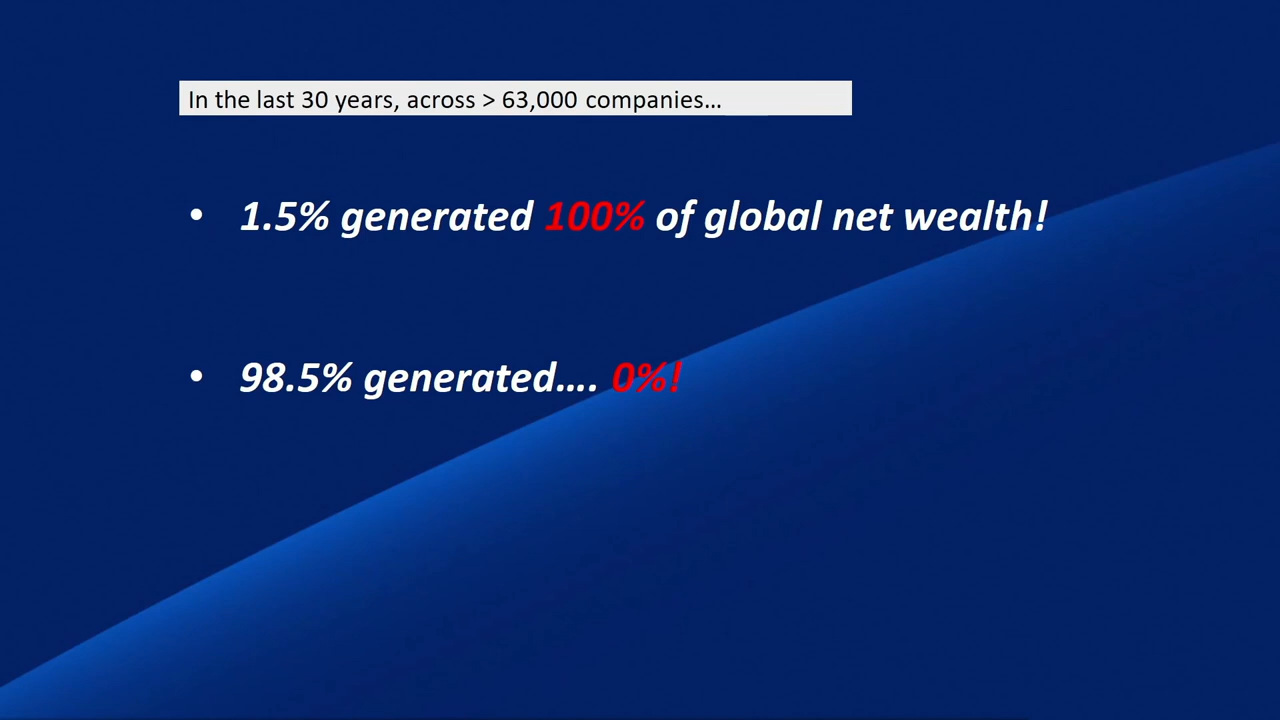 In the last 30 years, across > 63,000 companies…
• 1.5% generated 100% of global net wealth!
• 98.5% generated…. 0%!